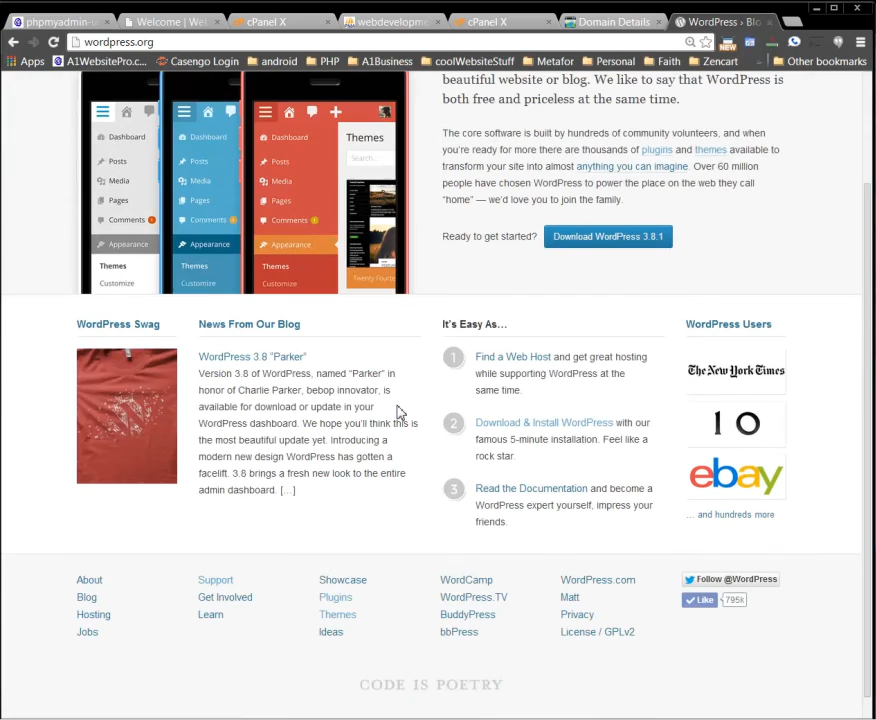 phpmyadmin-u
Welcome | Web
cPanel X
webdevelopme
cPanel X
Domain Details
WordPress › Blo
wordpress.org
NEW
Apps
A1WebsitePro.c...
Casengo Login
android
PHP
A1Business
coolWebsiteStuff
Metafor
Personal
Faith
Zencart
Other bookmarks
beautiful website or blog. We like to say that WordPress is
both free and priceless at the same time.
The core software is built by hundreds of community volunteers, and when
you're ready for more there are thousands of plugins and themes available to
transform your site into almost anything you can imagine. Over 60 million
people have chosen WordPress to power the place on the web they call
“home” — we'd love you to join the family.
Ready to get started?
Download WordPress 3.8.1
Dashboard
Posts
Media
Pages
Comments
Appearance
Themes
Customize
Dashboard
Posts
Media
Pages
Comments
Appearance
Themes
Customize
Dashboard
Posts
Media
Pages
Comments
Appearance
Themes
Customize
Themes
Search...
Twenty Fourte
WordPress Swag
News From Our Blog
WordPress 3.8 “Parker”
Version 3.8 of WordPress, named “Parker” in
honor of Charlie Parker, bebop innovator, is
available for download or update in your
WordPress dashboard. We hope you'll think this is
the most beautiful update yet. Introducing a
modern new design WordPress has gotten a
facelift. 3.8 brings a fresh new look to the entire
admin dashboard. […]
It's Easy As…
1
Find a Web Host and get great hosting
while supporting WordPress at the
same time.
2
Download & Install WordPress with our
famous 5-minute installation. Feel like a
rock star.
3
Read the Documentation and become a
WordPress expert yourself, impress your
friends.
WordPress Users
The New York Times
10
ebay
… and hundreds more
About
Blog
Hosting
Jobs
Support
Get Involved
Learn
Showcase
Plugins
Themes
Ideas
WordCamp
WordPress.TV
BuddyPress
bbPress
WordPress.com
Matt
Privacy
License / GPLv2
Follow @WordPress
Like
795k
CODE IS POETRY